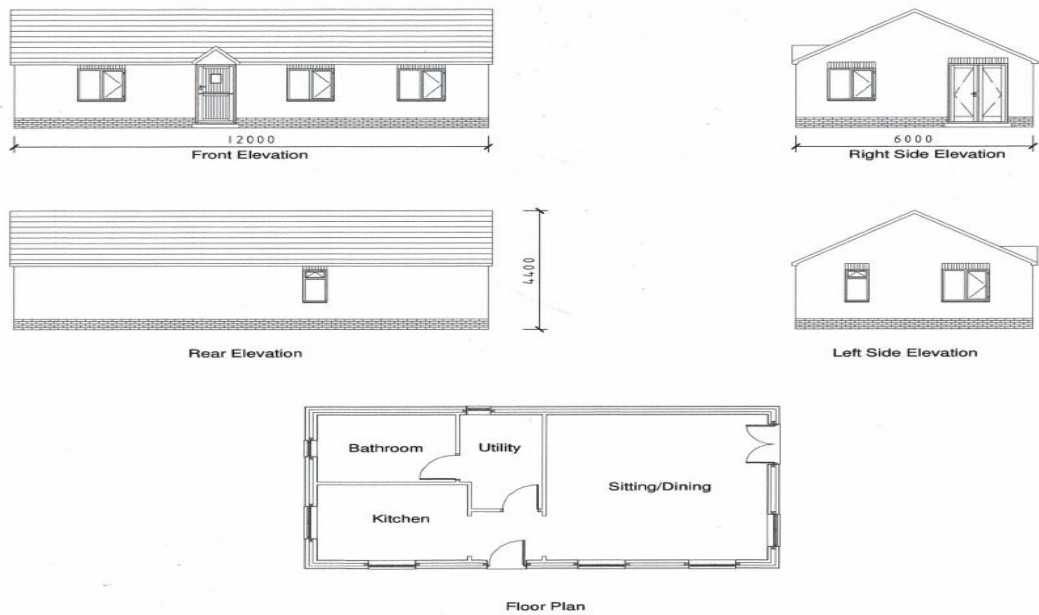 12000
Front Elevation
6000
Right Side Elevation
4400
Rear Elevation
Left Side Elevation
Bathroom
Utility
Sitting/Dining
Kitchen
Floor Plan